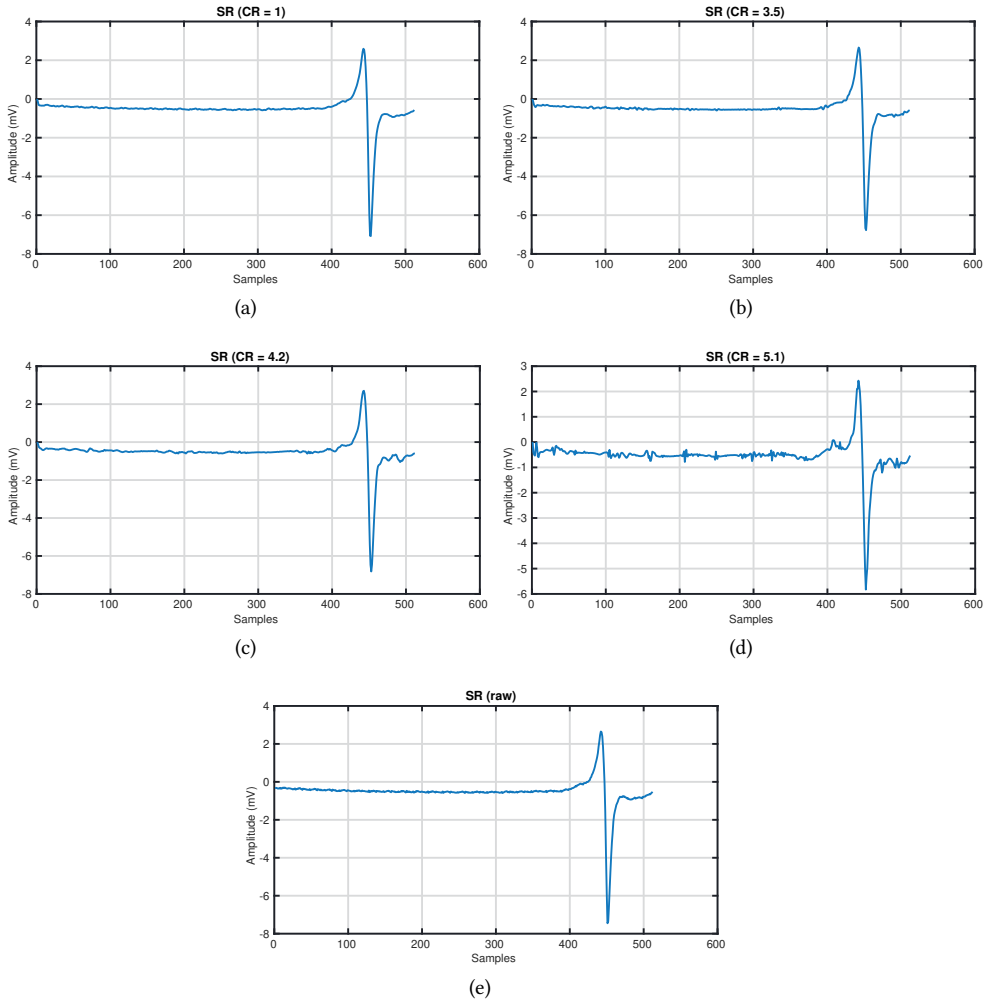 SR (CR = 1)
4
2
0
-2
-4
-6
-8
Amplitude (mV)
0 100 200 300 400 500 600
Samples
(a)
SR (CR = 3.5)
4
2
0
-2
-4
-6
-8
Amplitude (mV)
0 100 200 300 400 500 600
Samples
(b)
SR (CR = 4.2)
4
2
0
-2
-4
-6
-8
Amplitude (mV)
0 100 200 300 400 500 600
Samples
(c)
SR (CR = 5.1)
3
2
1
0
-1
-2
-3
-4
-5
-6
Amplitude (mV)
0 100 200 300 400 500 600
Samples
(d)
SR (raw)
4
2
0
-2
-4
-6
-8
Amplitude (mV)
0 100 200 300 400 500 600
Samples
(e)